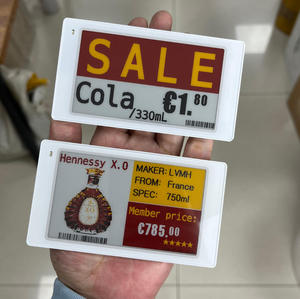 SALE
Cola
/330mL
€1.80
Hennessy X.O
MAKER: LVMH
FROM: France
SPEC: 750ml
Member price:
€785.00